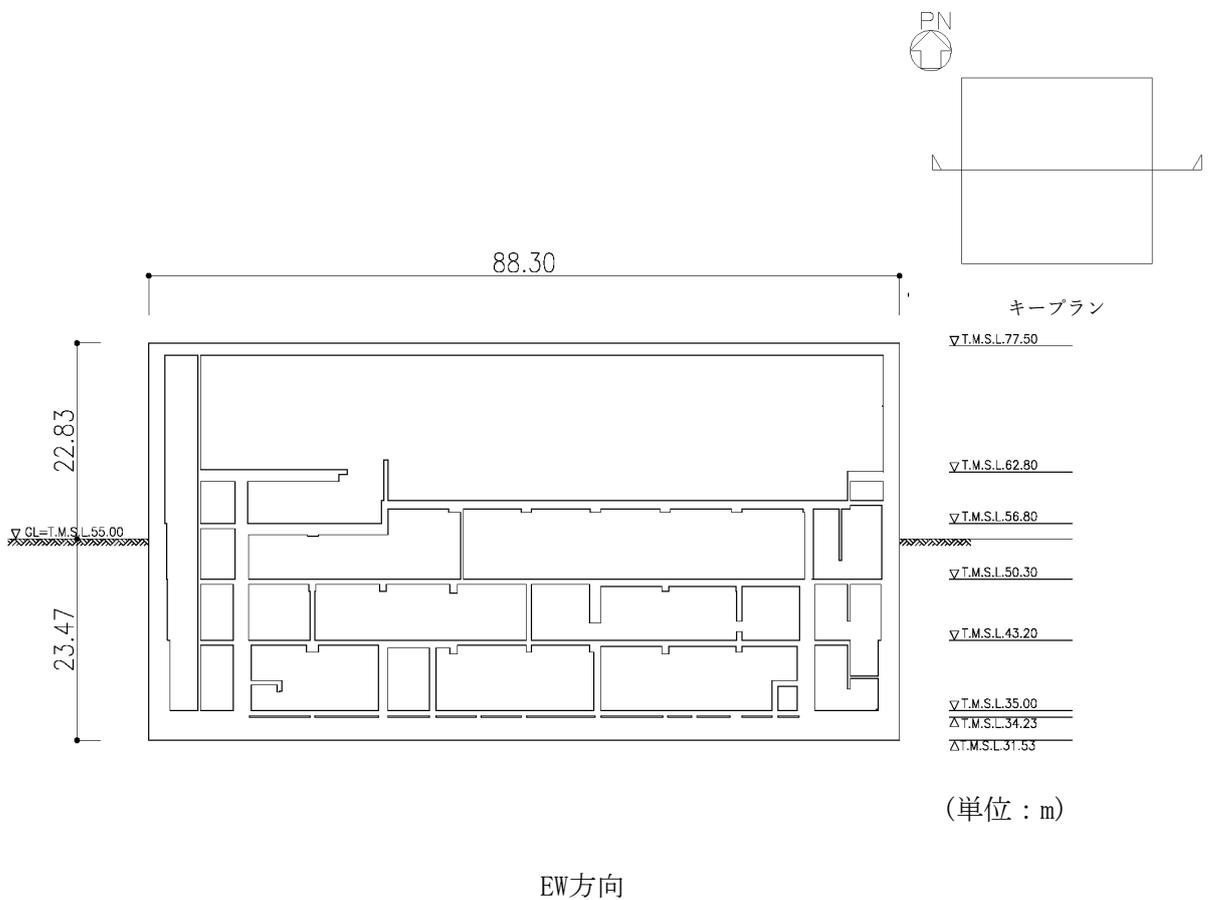 PN
88.30
キープラン
▽T.M.S.L.77.50
22.83
▽T.M.S.L.62.80
▽T.M.S.L.56.80
▽ GL=T.M.S.L.55.00
▽T.M.S.L.50.30
23.47
▽T.M.S.L.43.20
▽T.M.S.L.35.00
△T.M.S.L.34.23
△T.M.S.L.31.53
(単位：m)
EW方向